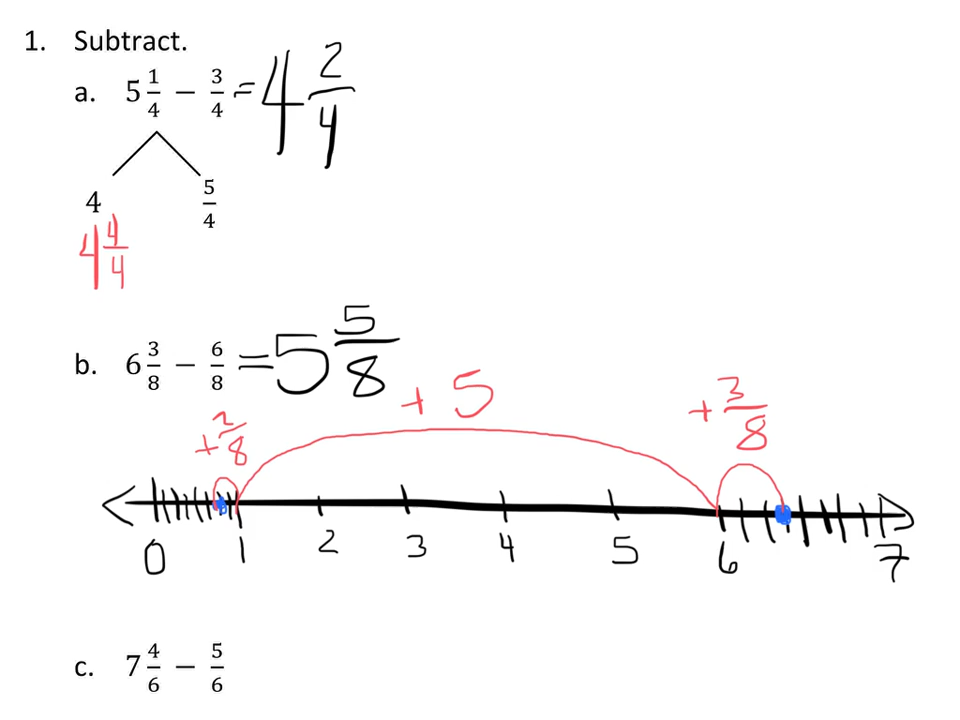 1. Subtract.
a. 5 1/4 − 3/4 = 4 2/4
4 5/4
4 4/4
b. 6 3/8 − 6/8 = 5 5/8
+ 2/8 + 5 + 3/8
0 1 2 3 4 5 6 7
c. 7 4/6 − 5/6